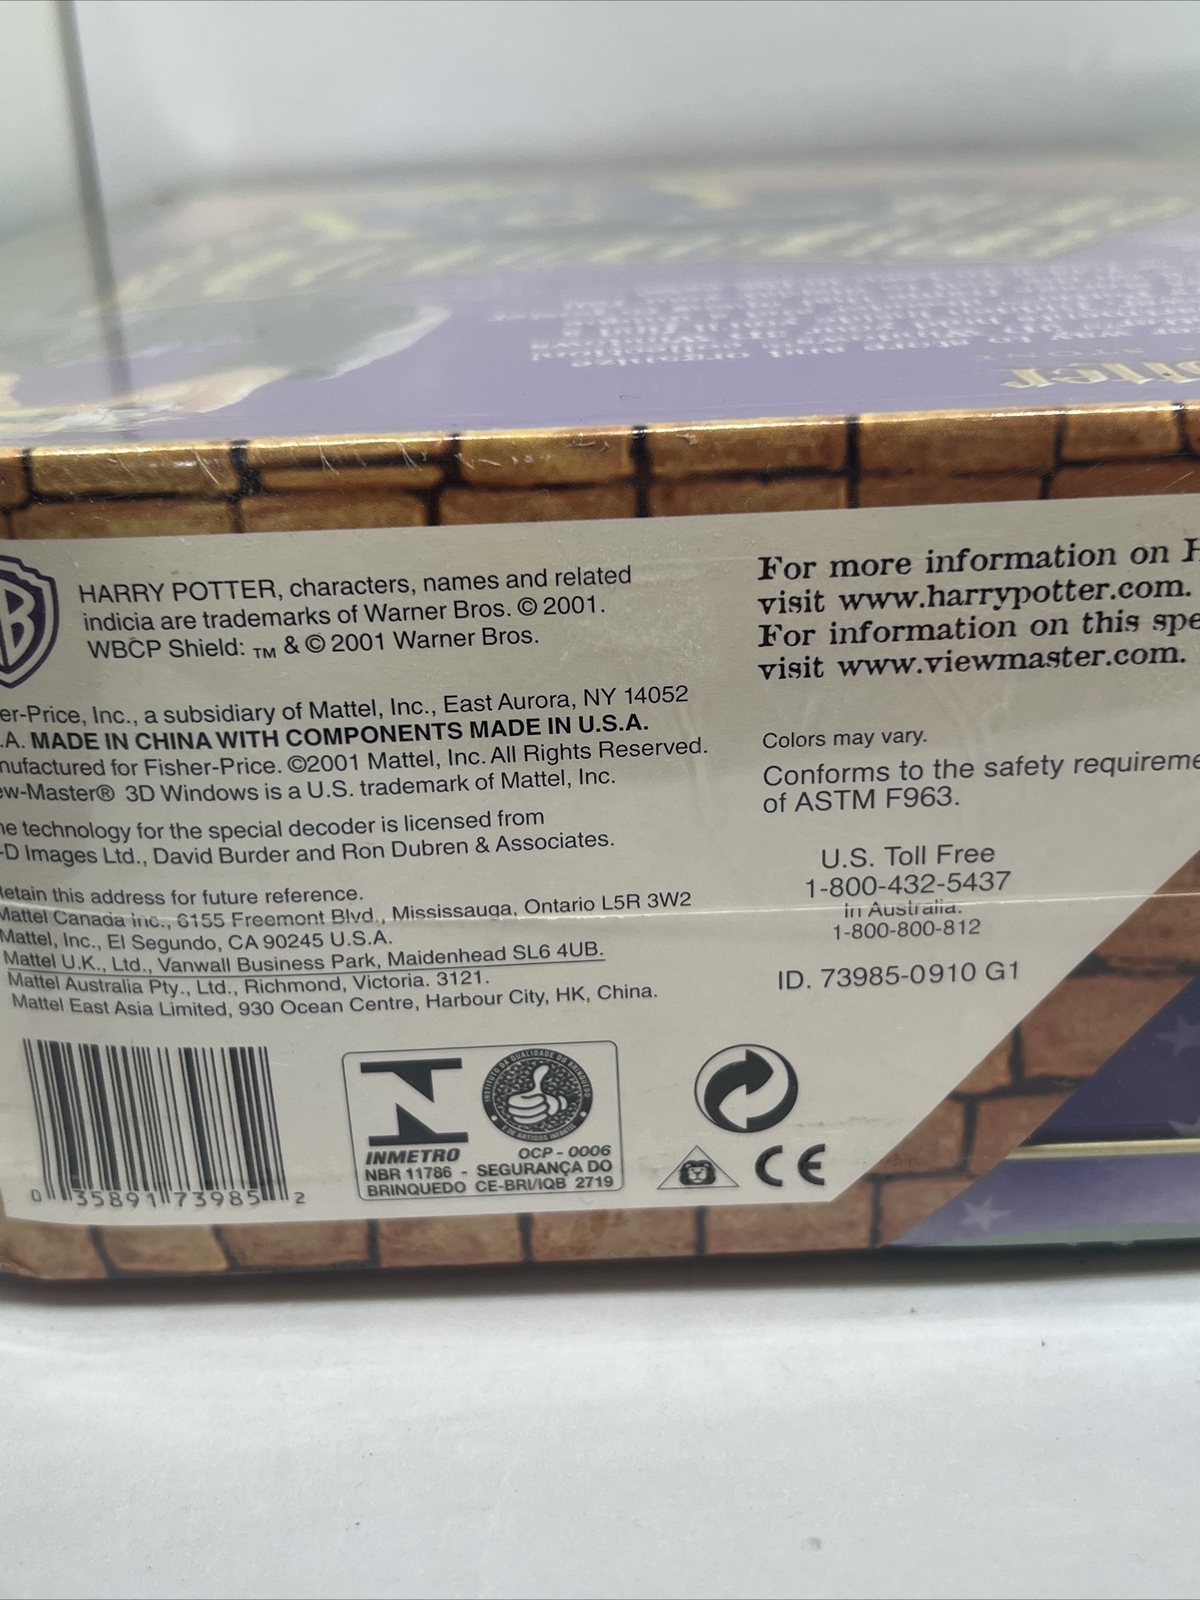 B
HARRY POTTER, characters, names and related
indicia are trademarks of Warner Bros. © 2001.
WBCP Shield: TM & © 2001 Warner Bros.
er-Price, Inc., a subsidiary of Mattel, Inc., East Aurora, NY 14052
.A. MADE IN CHINA WITH COMPONENTS MADE IN U.S.A.
nufactured for Fisher-Price. ©2001 Mattel, Inc. All Rights Reserved.
ew-Master® 3D Windows is a U.S. trademark of Mattel, Inc.
he technology for the special decoder is licensed from
-D Images Ltd., David Burder and Ron Dubren & Associates.
Retain this address for future reference.
Mattel Canada Inc., 6155 Freemont Blvd., Mississauga, Ontario L5R 3W2
Mattel, Inc., El Segundo, CA 90245 U.S.A.
Mattel U.K., Ltd., Vanwall Business Park, Maidenhead SL6 4UB.
Mattel Australia Pty., Ltd., Richmond, Victoria. 3121.
Mattel East Asia Limited, 930 Ocean Centre, Harbour City, HK, China.
For more information on H
visit www.harrypotter.com.
For information on this spe
visit www.viewmaster.com.
Colors may vary.
Conforms to the safety requireme
of ASTM F963.
U.S. Toll Free
1-800-432-5437
in Australia.
1-800-800-812
ID. 73985-0910 G1
0 35891 73985 2
INSTITUTO DA QUALIDADE DO BRINQUEDO
E DE ARTIGOS INFANTIS
INMETRO OCP - 0006
NBR 11786 - SEGURANÇA DO
BRINQUEDO CE-BRI/IQB 2719
CE